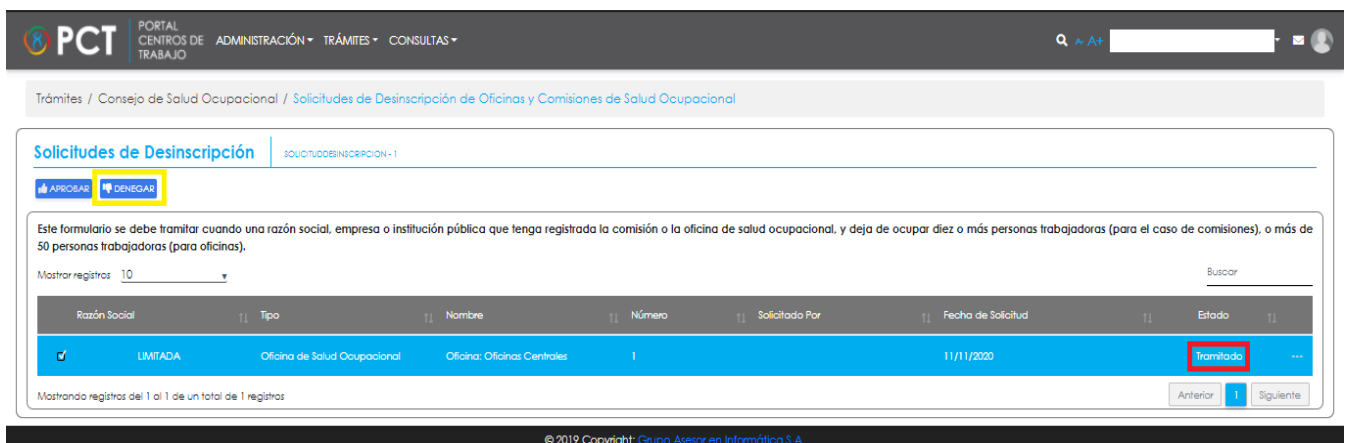 PCT
PORTAL
CENTROS DE
TRABAJO
ADMINISTRACIÓN TRÁMITES CONSULTAS
A- A+
Trámites / Consejo de Salud Ocupacional / Solicitudes de Desinscripción de Oficinas y Comisiones de Salud Ocupacional
Solicitudes de Desinscripción
SOLICITUDDESINSCRIPCION - 1
APROBAR DENEGAR
Este formulario se debe tramitar cuando una razón social, empresa o institución pública que tenga registrada la comisión o la oficina de salud ocupacional, y deja de ocupar diez o más personas trabajadoras (para el caso de comisiones), o más de
50 personas trabajadoras (para oficinas).
Mostrar registros 10
Buscar
Razón Social Tipo Nombre Número Solicitado Por Fecha de Solicitud Estado
LIMITADA Oficina de Salud Ocupacional Oficina: Oficinas Centrales 1 11/11/2020 Tramitado ...
Mostrando registros del 1 al 1 de un total de 1 registros
Anterior 1 Siguiente
© 2019 Copyright: Grupo Asesor en Informática S.A.